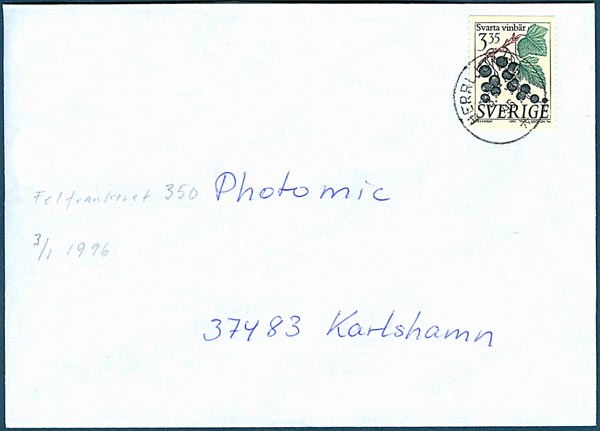 Svarta vinbär
3 35
SVERIGE
Felfrankerat 350
Photomic
3/1 1996
37483 Karlshamn